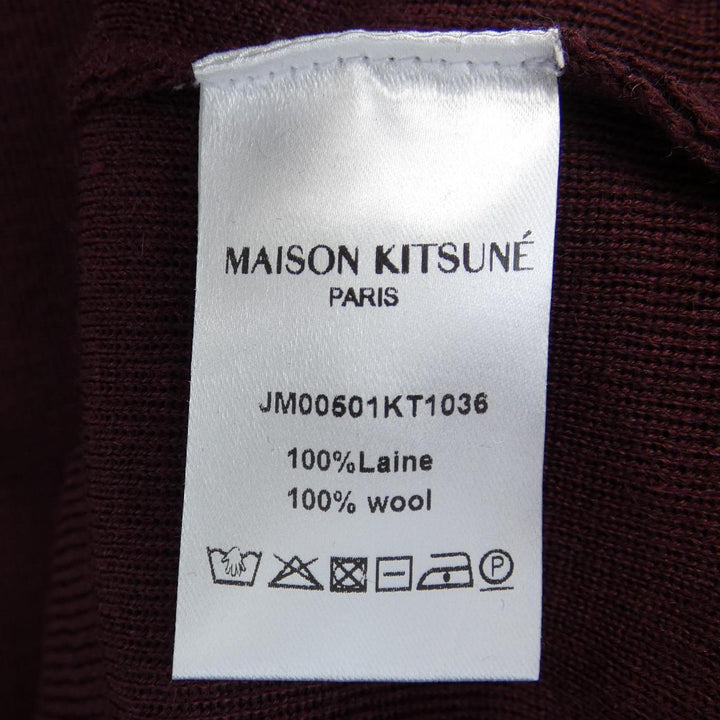 MAISON KITSUNÉ
PARIS
JM00601KT1036
100%Laine
100% wool
P